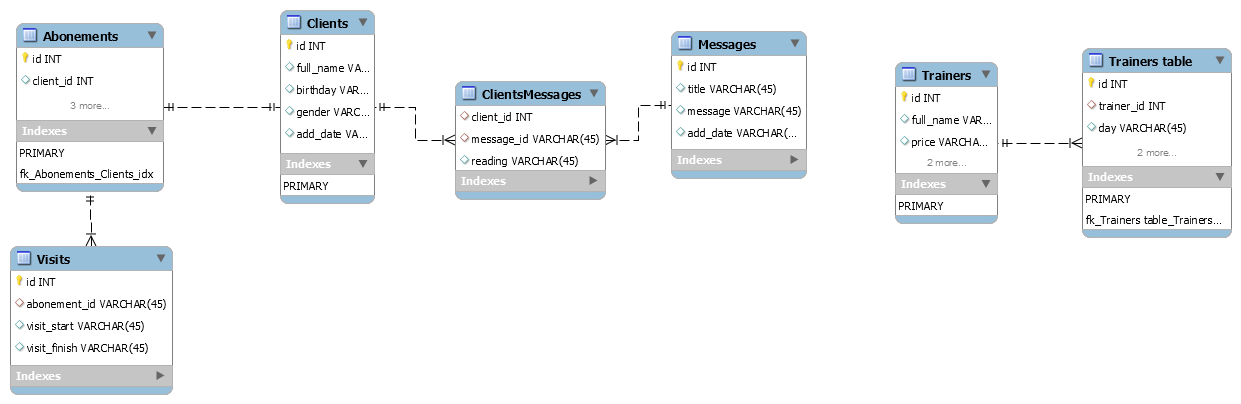 Abonements
id INT
client_id INT
3 more...
Indexes
PRIMARY
fk_Abonements_Clients_idx
Clients
id INT
full_name VA...
birthday VAR...
gender VARC...
add_date VA...
Indexes
PRIMARY
ClientsMessages
client_id INT
message_id VARCHAR(45)
reading VARCHAR(45)
Indexes
Messages
id INT
title VARCHAR(45)
message VARCHAR(45)
add_date VARCHAR(...
Indexes
Trainers
id INT
full_name VAR...
price VARCHA...
2 more...
Indexes
PRIMARY
Trainers table
id INT
trainer_id INT
day VARCHAR(45)
2 more...
Indexes
PRIMARY
fk_Trainers table_Trainers...
Visits
id INT
abonement_id VARCHAR(45)
visit_start VARCHAR(45)
visit_finish VARCHAR(45)
Indexes